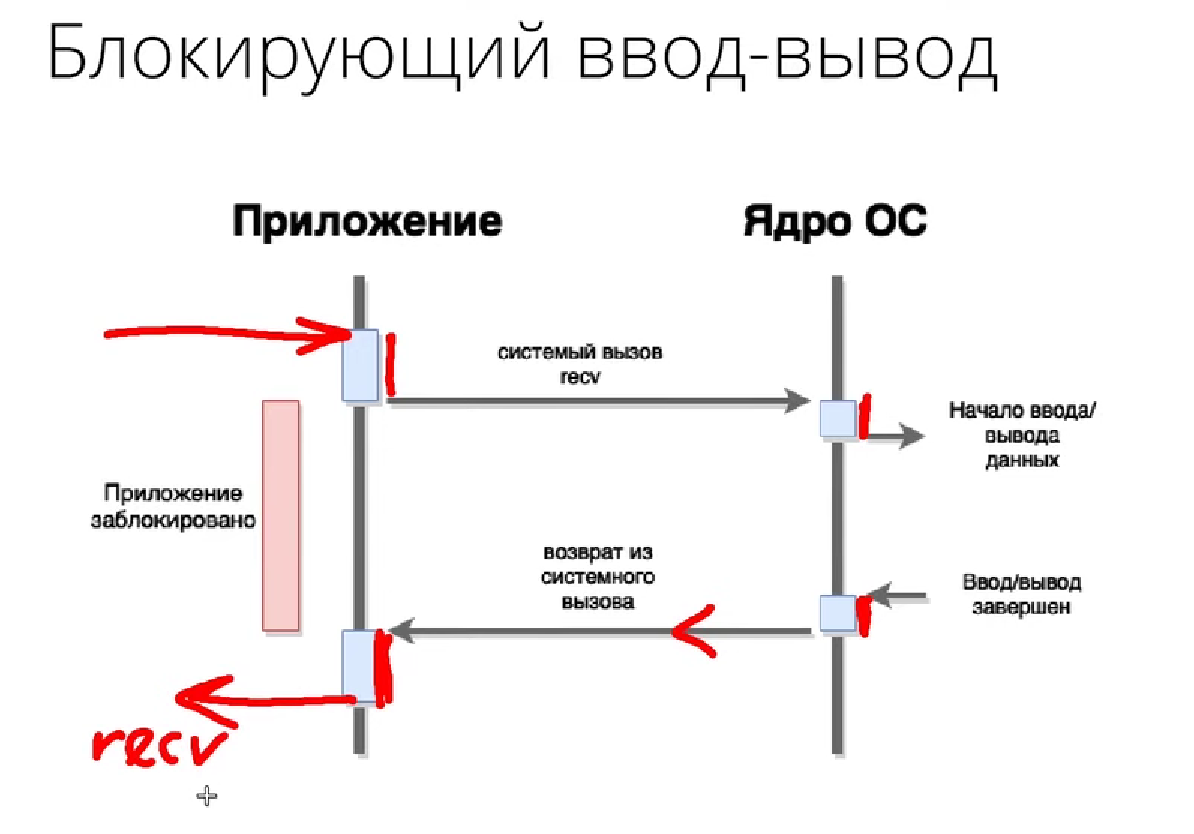 Блокирующий ввод-вывод
Приложение
Ядро ОС
системый вызов
recv
Начало ввода/
вывода
данных
Приложение
заблокировано
возврат из
системного
вызова
Ввод/вывод
завершен
recv